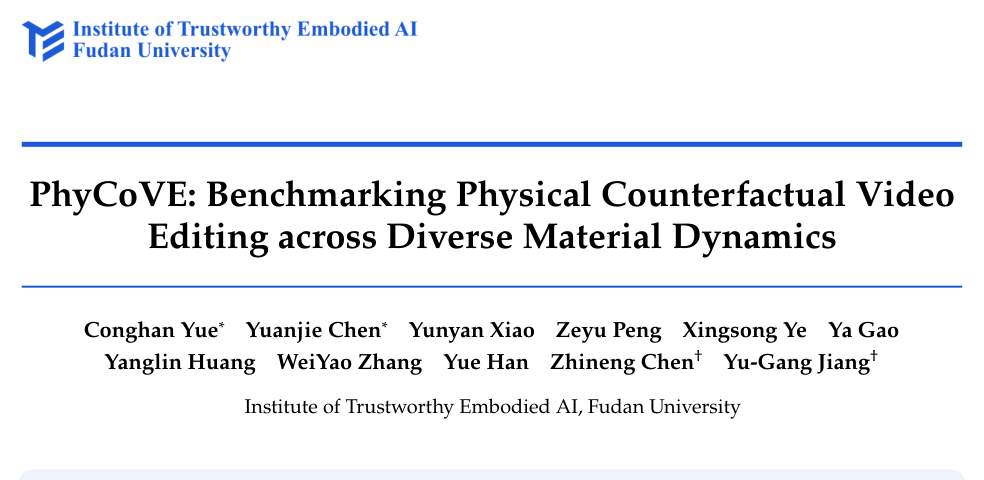 Institute of Trustworthy Embodied AI
Fudan University
PhyCoVE: Benchmarking Physical Counterfactual Video
Editing across Diverse Material Dynamics
Conghan Yue* Yuanjie Chen* Yunyan Xiao Zeyu Peng Xingsong Ye Ya Gao
Yanglin Huang WeiYao Zhang Yue Han Zhineng Chen† Yu-Gang Jiang†
Institute of Trustworthy Embodied AI, Fudan University